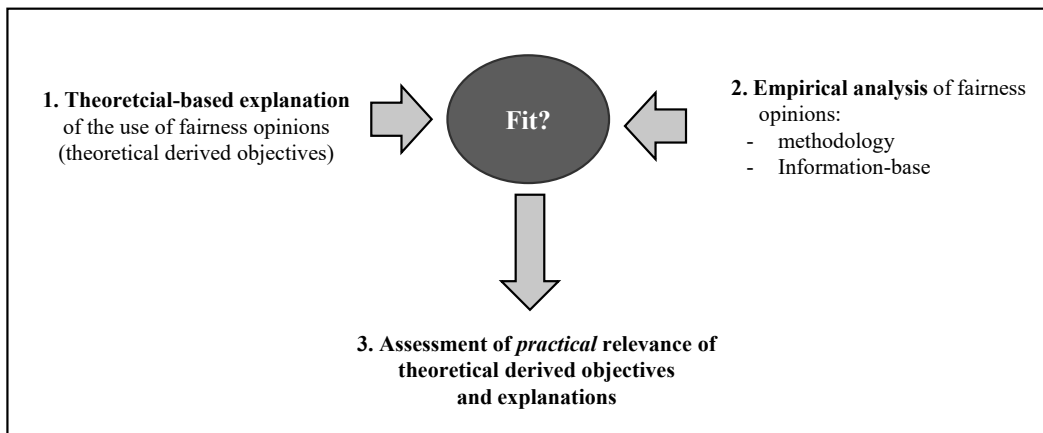 1. Theoretcial-based explanation
of the use of fairness opinions
(theoretical derived objectives)
Fit?
2. Empirical analysis of fairness
opinions:
- methodology
- Information-base
3. Assessment of practical relevance of
theoretical derived objectives
and explanations